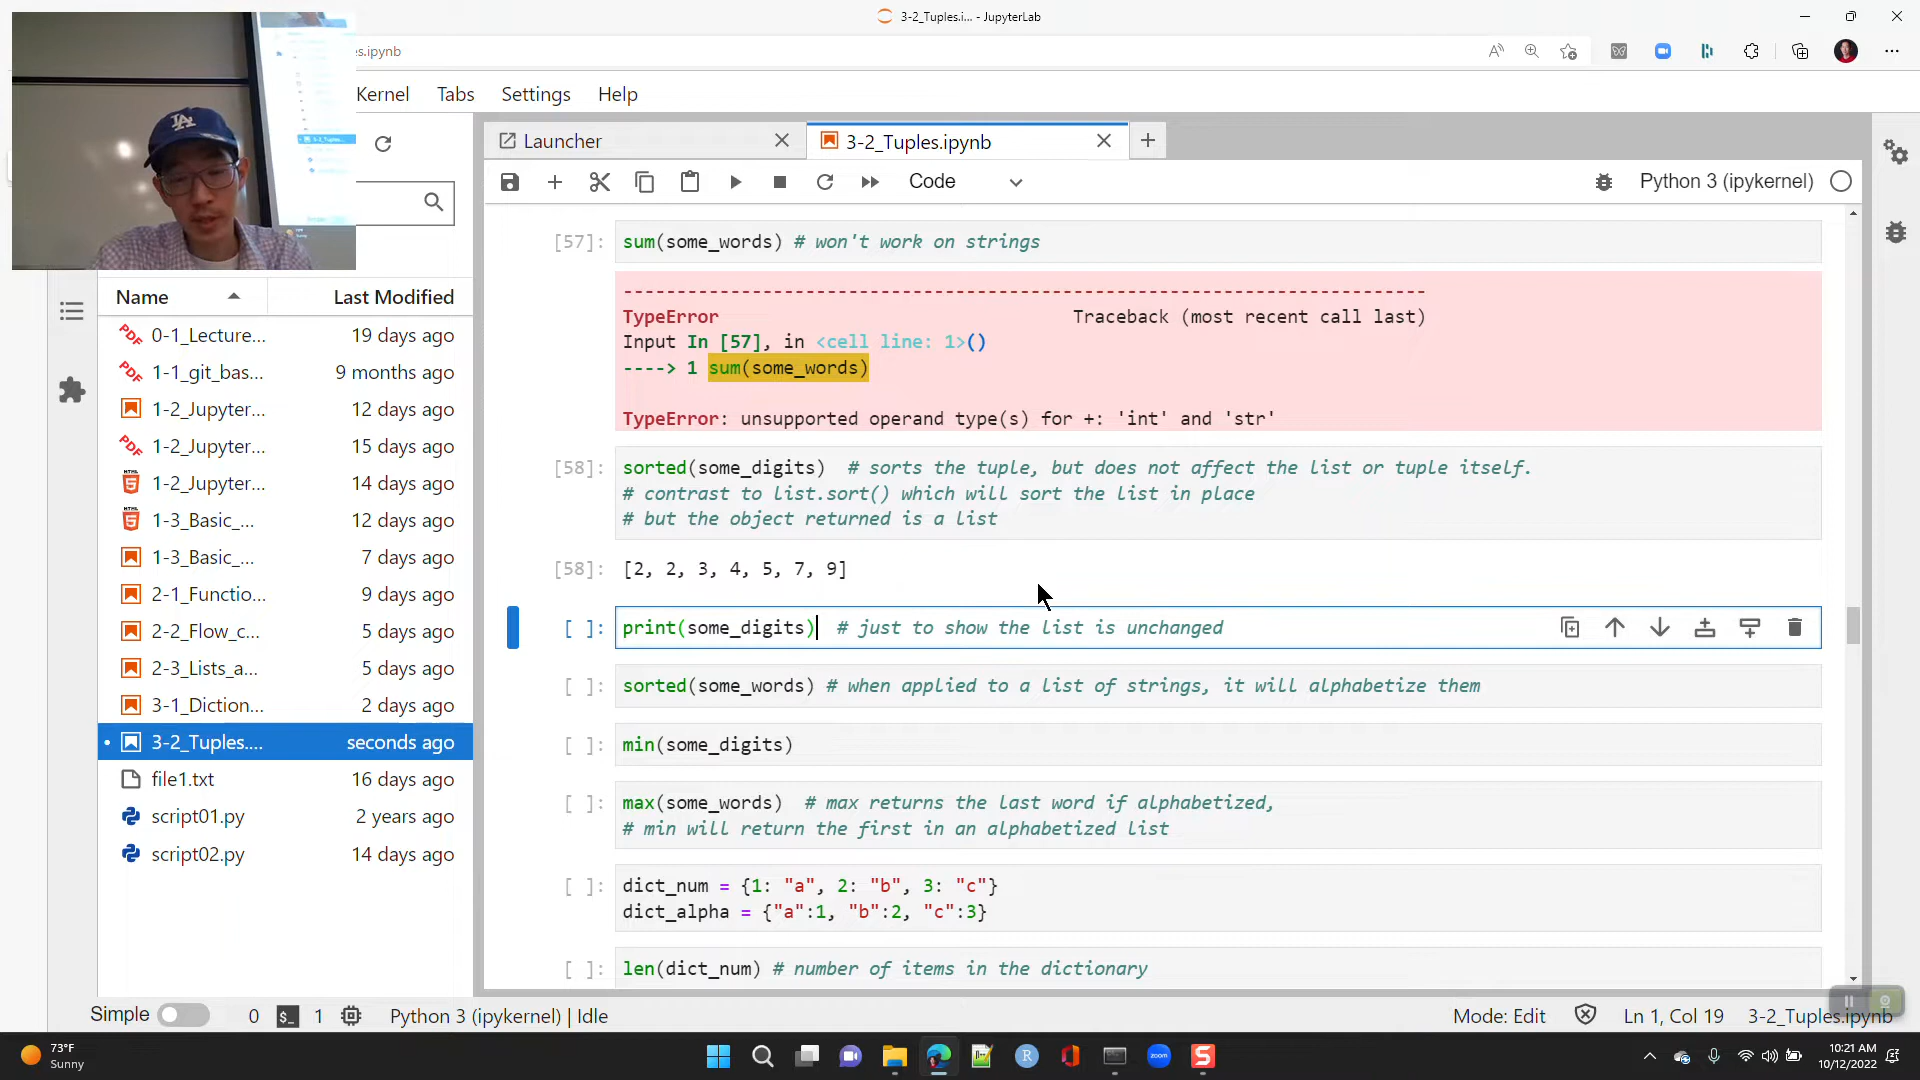 3-2_Tuples.i... - JupyterLab
es.ipynb
Kernel Tabs Settings Help
LA
Launcher
3-2_Tuples.ipynb
Code
Python 3 (ipykernel)
Name Last Modified
0-1_Lecture... 19 days ago
1-1_git_bas... 9 months ago
1-2_Jupyter... 12 days ago
1-2_Jupyter... 15 days ago
1-2_Jupyter... 14 days ago
1-3_Basic_... 12 days ago
1-3_Basic_... 7 days ago
2-1_Functio... 9 days ago
2-2_Flow_c... 5 days ago
2-3_Lists_a... 5 days ago
3-1_Diction... 2 days ago
3-2_Tuples.... seconds ago
file1.txt 16 days ago
script01.py 2 years ago
script02.py 14 days ago
[57]: sum(some_words) # won't work on strings
---------------------------------------------------------------------------
TypeError Traceback (most recent call last)
Input In [57], in <cell line: 1>()
----> 1 sum(some_words)
TypeError: unsupported operand type(s) for +: 'int' and 'str'
[58]: sorted(some_digits) # sorts the tuple, but does not affect the list or tuple itself.
# contrast to list.sort() which will sort the list in place
# but the object returned is a list
[58]: [2, 2, 3, 4, 5, 7, 9]
[ ]: print(some_digits) # just to show the list is unchanged
[ ]: sorted(some_words) # when applied to a list of strings, it will alphabetize them
[ ]: min(some_digits)
[ ]: max(some_words) # max returns the last word if alphabetized,
# min will return the first in an alphabetized list
[ ]: dict_num = {1: "a", 2: "b", 3: "c"}
dict_alpha = {"a":1, "b":2, "c":3}
[ ]: len(dict_num) # number of items in the dictionary
Simple 0 1 Python 3 (ipykernel) | Idle Mode: Edit Ln 1, Col 19 3-2_Tuples.ipynb
73°F
Sunny
10:21 AM
10/12/2022